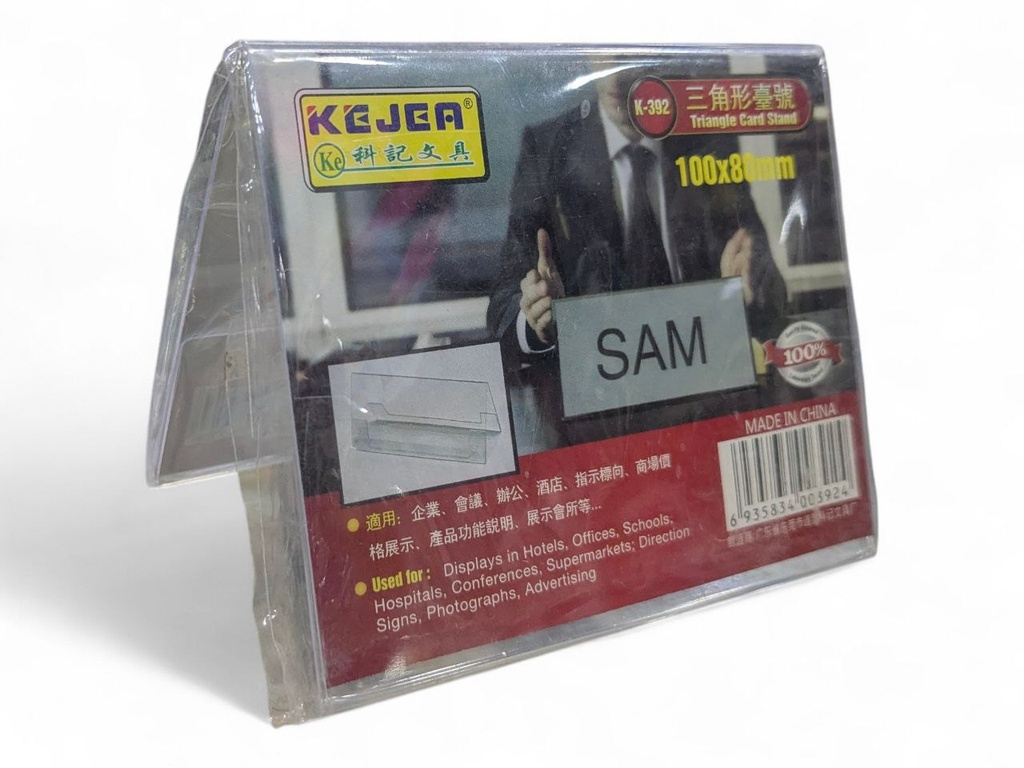 KEJEA®
Ke 科記文具
K-392 三角形臺號
Triangle Card Stand
100x80mm
SAM
100%
MADE IN CHINA
6 935834 003924
適用: 企業、會議、辦公、酒店、指示標向、商場價
格展示、產品功能說明、展示會所等...
Used for: Displays in Hotels, Offices, Schools,
Hospitals, Conferences, Supermarkets; Direction
Signs, Photographs, Advertising